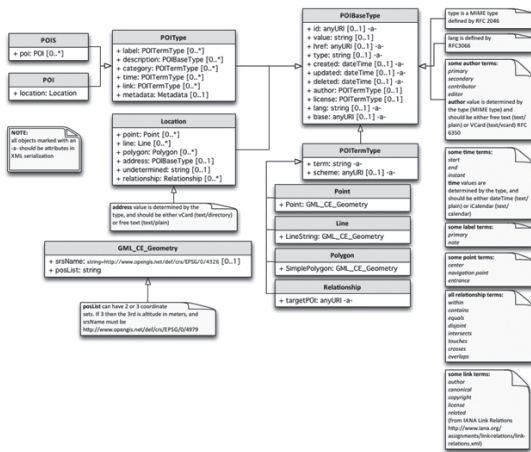 POIS
+ poi: POI [0..*]
POI
+ location: Location
NOTE:
all objects marked with an
-a- should be attributes in
XML serialization
POIType
+ label: POITermType [0..*]
+ description: POIBaseType [0..*]
+ category: POITermType [0..*]
+ time: POITermType [0..*]
+ link: POITermType [0..*]
+ metadata: Metadata [0..1]
Location
+ point: Point [0..*]
+ line: Line [0..*]
+ polygon: Polygon [0..*]
+ address: POIBaseType [0..1]
+ undetermined: string [0..1]
+ relationship: Relationship [0..*]
address value is determined by the
type, and should be either vCard (text/directory)
or free text (text/plain)
GML_CE_Geometry
+ srsName: string=http://www.opengis.net/def/crs/EPSG/0/4326 [0..1]
+ posList: string
posList can have 2 or 3 coordinate
sets. If 3 then the 3rd is altitude in meters, and
srsName must be
http://www.opengis.net/def/crs/EPSG/0/4979
POIBaseType
+ id: anyURI [0..1] -a-
+ value: string [0..1]
+ href: anyURI [0..1] -a-
+ type: string [0..1] -a-
+ created: dateTime [0..1] -a-
+ updated: dateTime [0..1] -a-
+ deleted: dateTime [0..1] -a-
+ author: POITermType [0..1]
+ license: POITermType [0..1]
+ lang: string [0..1] -a-
+ base: anyURI [0..1] -a-
POITermType
+ term: string -a-
+ scheme: anyURI [0..1] -a-
Point
+ Point: GML_CE_Geometry
Line
+ LineString: GML_CE_Geometry
Polygon
+ SimplePolygon: GML_CE_Geometry
Relationship
+ targetPOI: anyURI -a-
type is a MIME type
defined by RFC 2046
lang is defined by
RFC3066
some author terms:
primary
secondary
contributor
editor
author value is determined by
the type (MIME type) and
should be either free text (text/
plain) or VCard (text/vcard) RFC
6350
some time terms:
start
end
instant
time values are
determined by the type, and
should be either dateTime (text/
plain) or iCalendar (text/
calendar)
some label terms:
primary
note
some point terms:
center
navigation point
entrance
all relationship terms:
within
contains
equals
disjoint
intersects
touches
crosses
overlaps
some link terms:
author
canonical
copyright
license
related
(from IANA Link Relations
http://www.iana.org/
assignments/link-relations/link-
relations.xml)